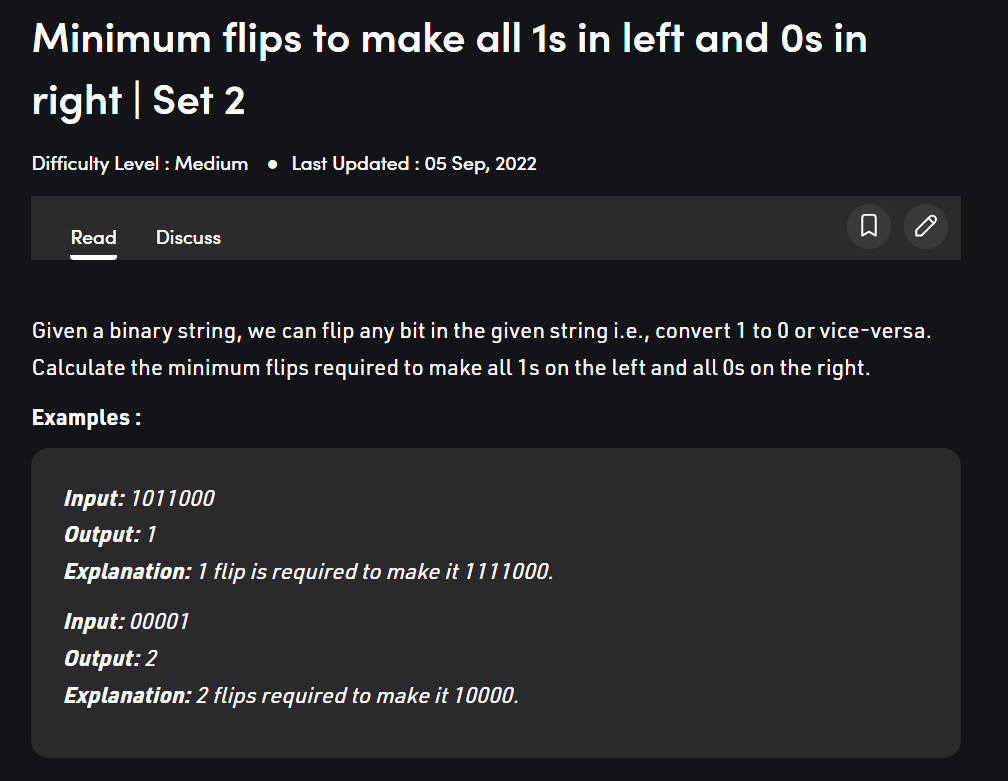 Minimum flips to make all 1s in left and 0s in
right | Set 2
Difficulty Level : Medium ● Last Updated : 05 Sep, 2022
Read Discuss
Given a binary string, we can flip any bit in the given string i.e., convert 1 to 0 or vice-versa.
Calculate the minimum flips required to make all 1s on the left and all 0s on the right.
Examples :
Input: 1011000
Output: 1
Explanation: 1 flip is required to make it 1111000.
Input: 00001
Output: 2
Explanation: 2 flips required to make it 10000.